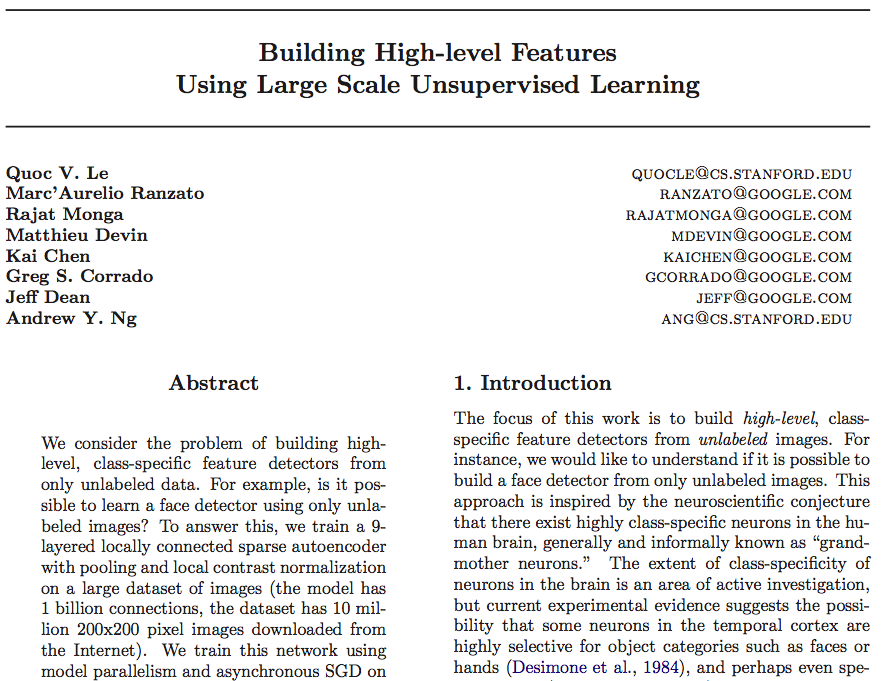 Building High-level Features
Using Large Scale Unsupervised Learning
Quoc V. Le quocle@cs.stanford.edu
Marc'Aurelio Ranzato ranzato@google.com
Rajat Monga rajatmonga@google.com
Matthieu Devin mdevin@google.com
Kai Chen kaichen@google.com
Greg S. Corrado gcorrado@google.com
Jeff Dean jeff@google.com
Andrew Y. Ng ang@cs.stanford.edu
Abstract
We consider the problem of building high-
level, class-specific feature detectors from
only unlabeled data. For example, is it pos-
sible to learn a face detector using only unla-
beled images? To answer this, we train a 9-
layered locally connected sparse autoencoder
with pooling and local contrast normalization
on a large dataset of images (the model has
1 billion connections, the dataset has 10 mil-
lion 200x200 pixel images downloaded from
the Internet). We train this network using
model parallelism and asynchronous SGD on
1. Introduction
The focus of this work is to build high-level, class-
specific feature detectors from unlabeled images. For
instance, we would like to understand if it is possible to
build a face detector from only unlabeled images. This
approach is inspired by the neuroscientific conjecture
that there exist highly class-specific neurons in the hu-
man brain, generally and informally known as "grand-
mother neurons." The extent of class-specificity of
neurons in the brain is an area of active investigation,
but current experimental evidence suggests the possi-
bility that some neurons in the temporal cortex are
highly selective for object categories such as faces or
hands (Desimone et al., 1984), and perhaps even spe-